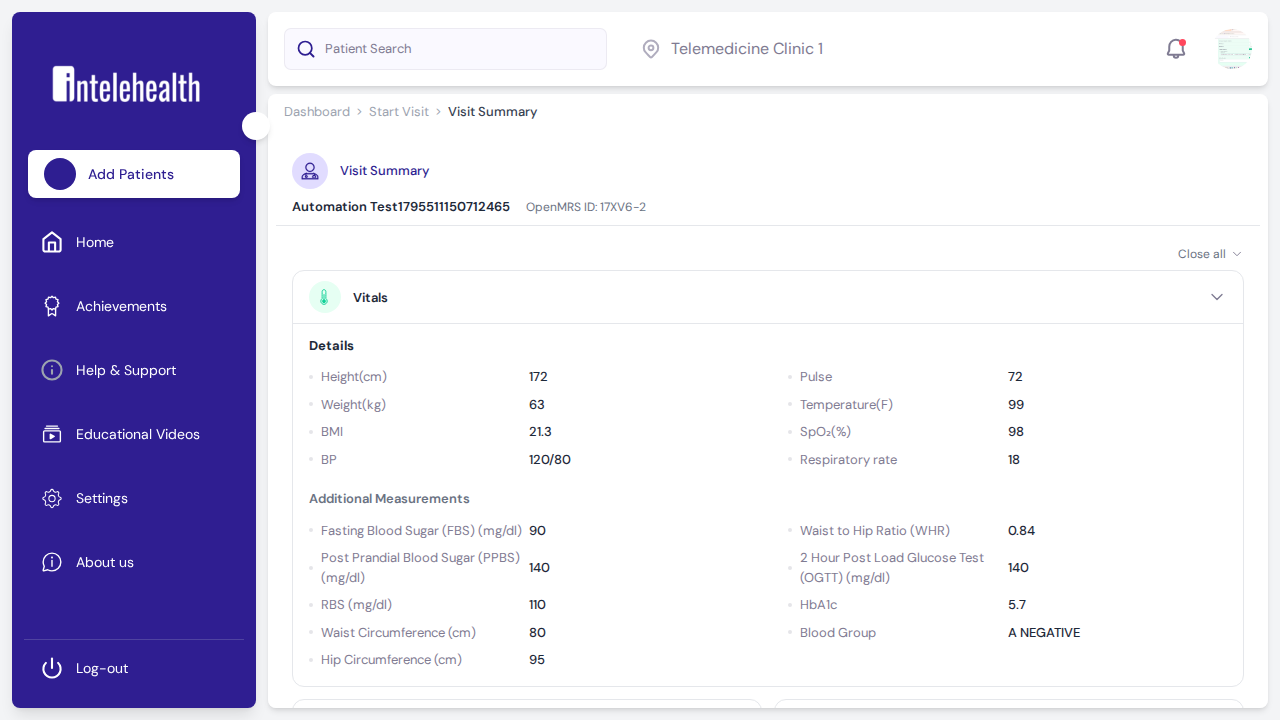 intelehealth
Patient Search
Telemedicine Clinic 1
Add Patients
Home
Achievements
Help & Support
Educational Videos
Settings
About us
Log-out
Dashboard > Start Visit > Visit Summary
Visit Summary
Automation Test1795511150712465 OpenMRS ID: 17XV6-2
Close all
Vitals
Details
Height(cm) 172 Pulse 72
Weight(kg) 63 Temperature(F) 99
BMI 21.3 SpO₂(%) 98
BP 120/80 Respiratory rate 18
Additional Measurements
Fasting Blood Sugar (FBS) (mg/dl) 90 Waist to Hip Ratio (WHR) 0.84
Post Prandial Blood Sugar (PPBS) (mg/dl) 140 2 Hour Post Load Glucose Test (OGTT) (mg/dl) 140
RBS (mg/dl) 110 HbA1c 5.7
Waist Circumference (cm) 80 Blood Group A NEGATIVE
Hip Circumference (cm) 95